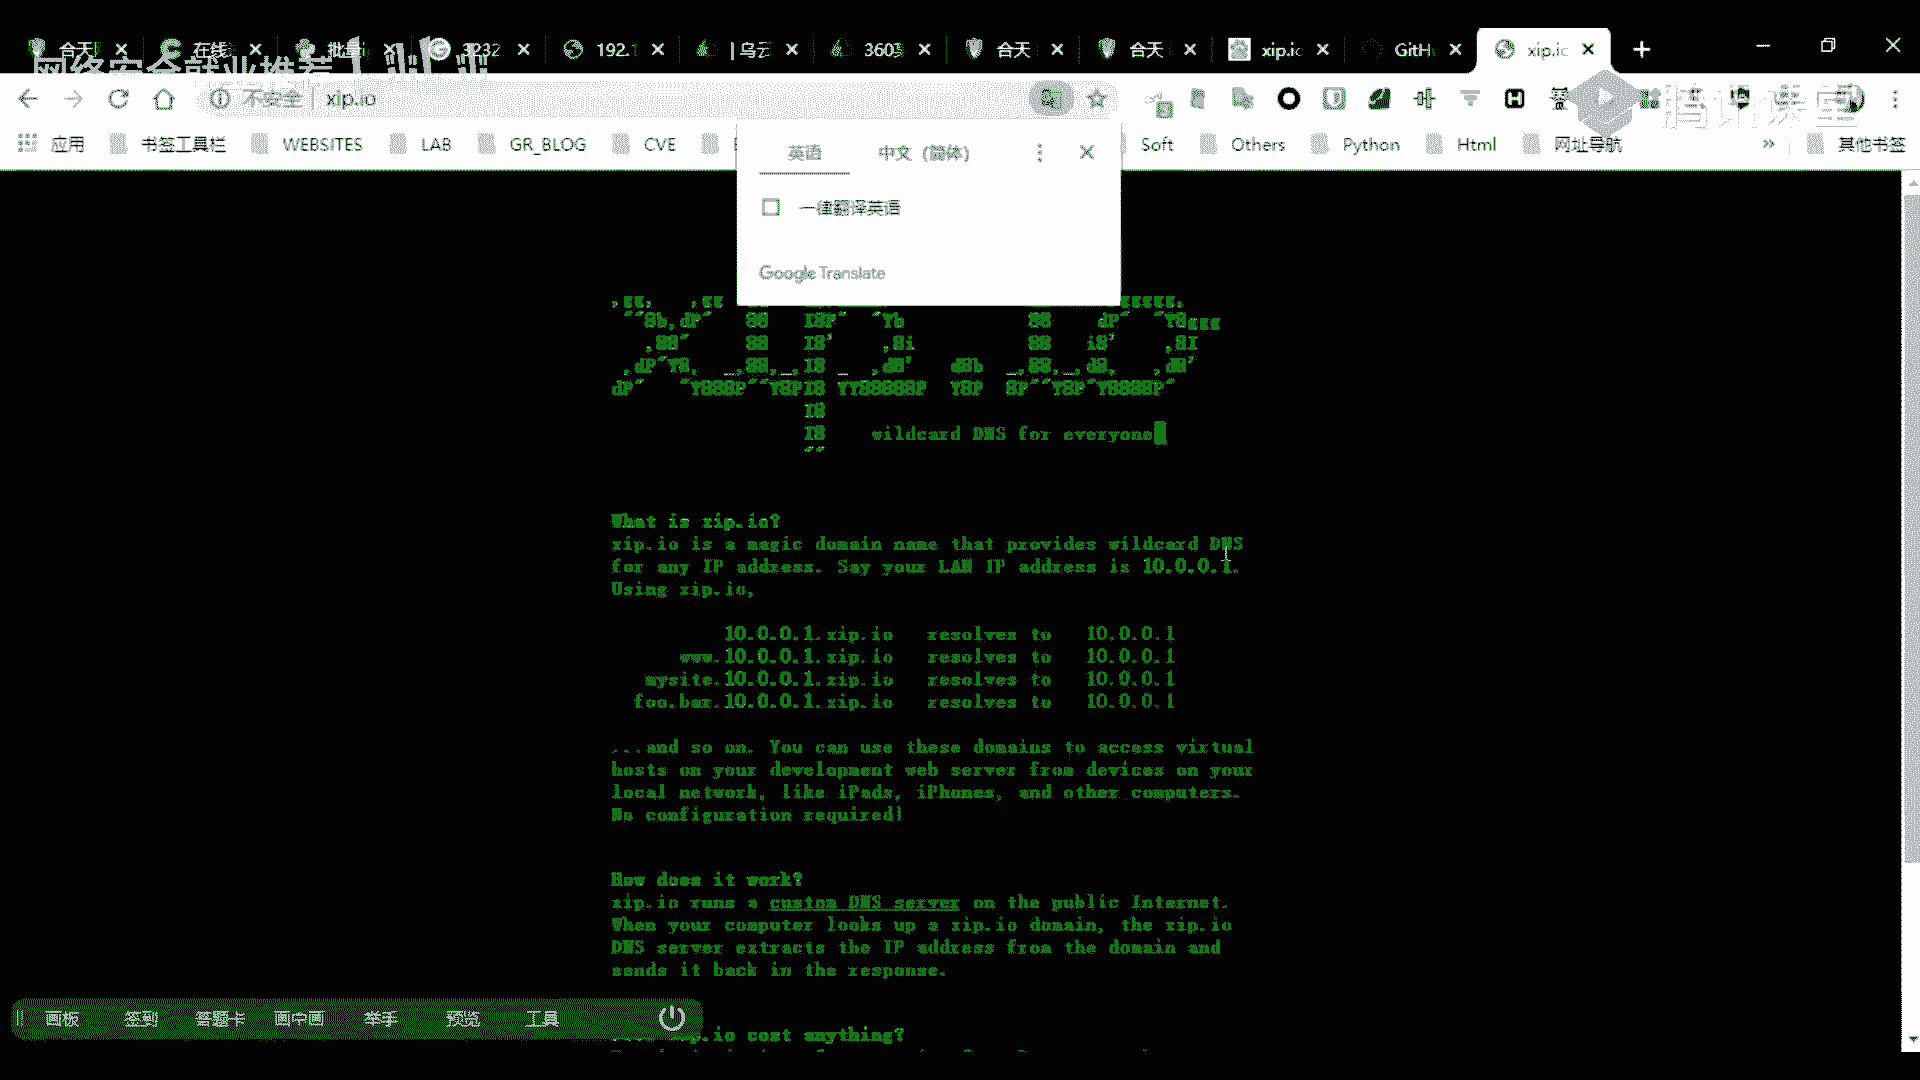 合天
在线
批量i
3232
192.1
| 乌云
3603
合天
合天
xip.ic
GitH
xip.ic
网络安全就业推荐
不安全 | xip.io
腾讯课堂
应用
书签工具栏
WEBSITES
LAB
GR_BLOG
CVE
Soft
Others
Python
Html
网址导航
»
其他书签
英语
中文（简体）
一律翻译英语
Google Translate
wildcard DNS for everyone
What is xip.io?
xip.io is a magic domain name that provides wildcard DNS
for any IP address. Say your LAN IP address is 10.0.0.1.
Using xip.io,
10.0.0.1.xip.io resolves to 10.0.0.1
www.10.0.0.1.xip.io resolves to 10.0.0.1
mysite.10.0.0.1.xip.io resolves to 10.0.0.1
foo.bar.10.0.0.1.xip.io resolves to 10.0.0.1
...and so on. You can use these domains to access virtual
hosts on your development web server from devices on your
local network, like iPads, iPhones, and other computers.
No configuration required!
How does it work?
xip.io runs a custom DNS server on the public Internet.
When your computer looks up a xip.io domain, the xip.io
DNS server extracts the IP address from the domain and
sends it back in the response.
画板
签到
答题卡
画中画
举手
预览
工具
.io cost anything?